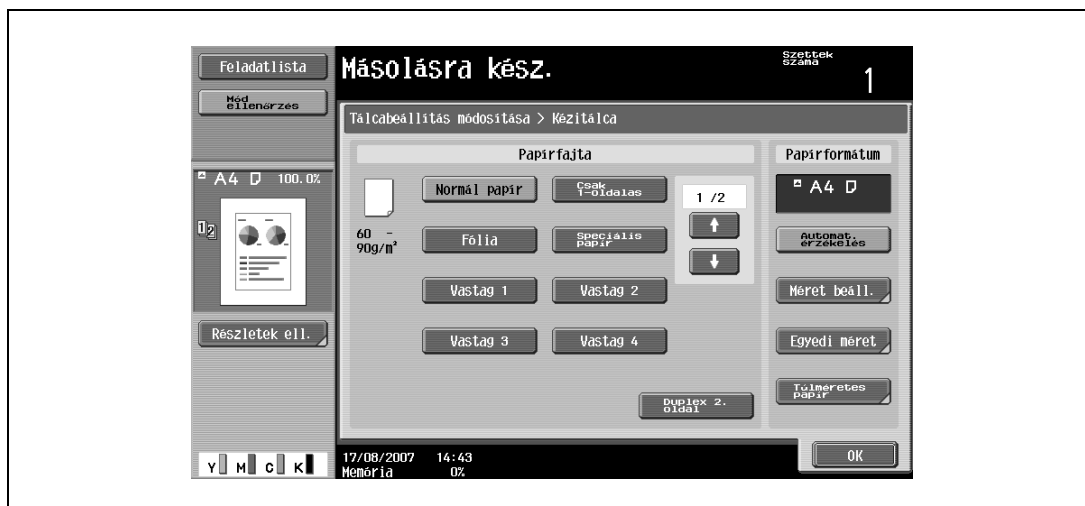 Feladatlista
Mód
ellenőrzés
Másolásra kész.
Szettek
száma
1
Tálcabeállítás módosítása > Kézitálca
Papírfajta
Papírformátum
A4 100.0%
1 2
60 -
90g/m²
Normál papír
Csak
1-oldalas
1 /2
A4
Fólia
Speciális
papír
Automat.
érzékelés
Vastag 1
Vastag 2
Méret beáll.
Részletek ell.
Vastag 3
Vastag 4
Egyedi méret
Túlméretes
papír
Duplex 2.
oldal
Y M C K
17/08/2007 14:43
Memória 0%
OK